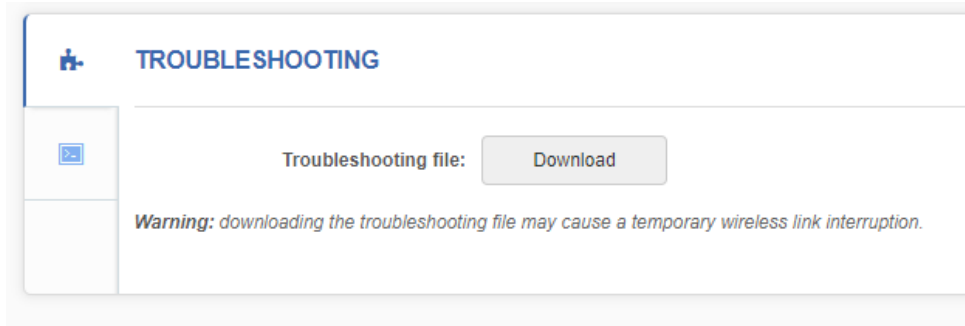 TROUBLESHOOTING
Troubleshooting file: Download
Warning: downloading the troubleshooting file may cause a temporary wireless link interruption.